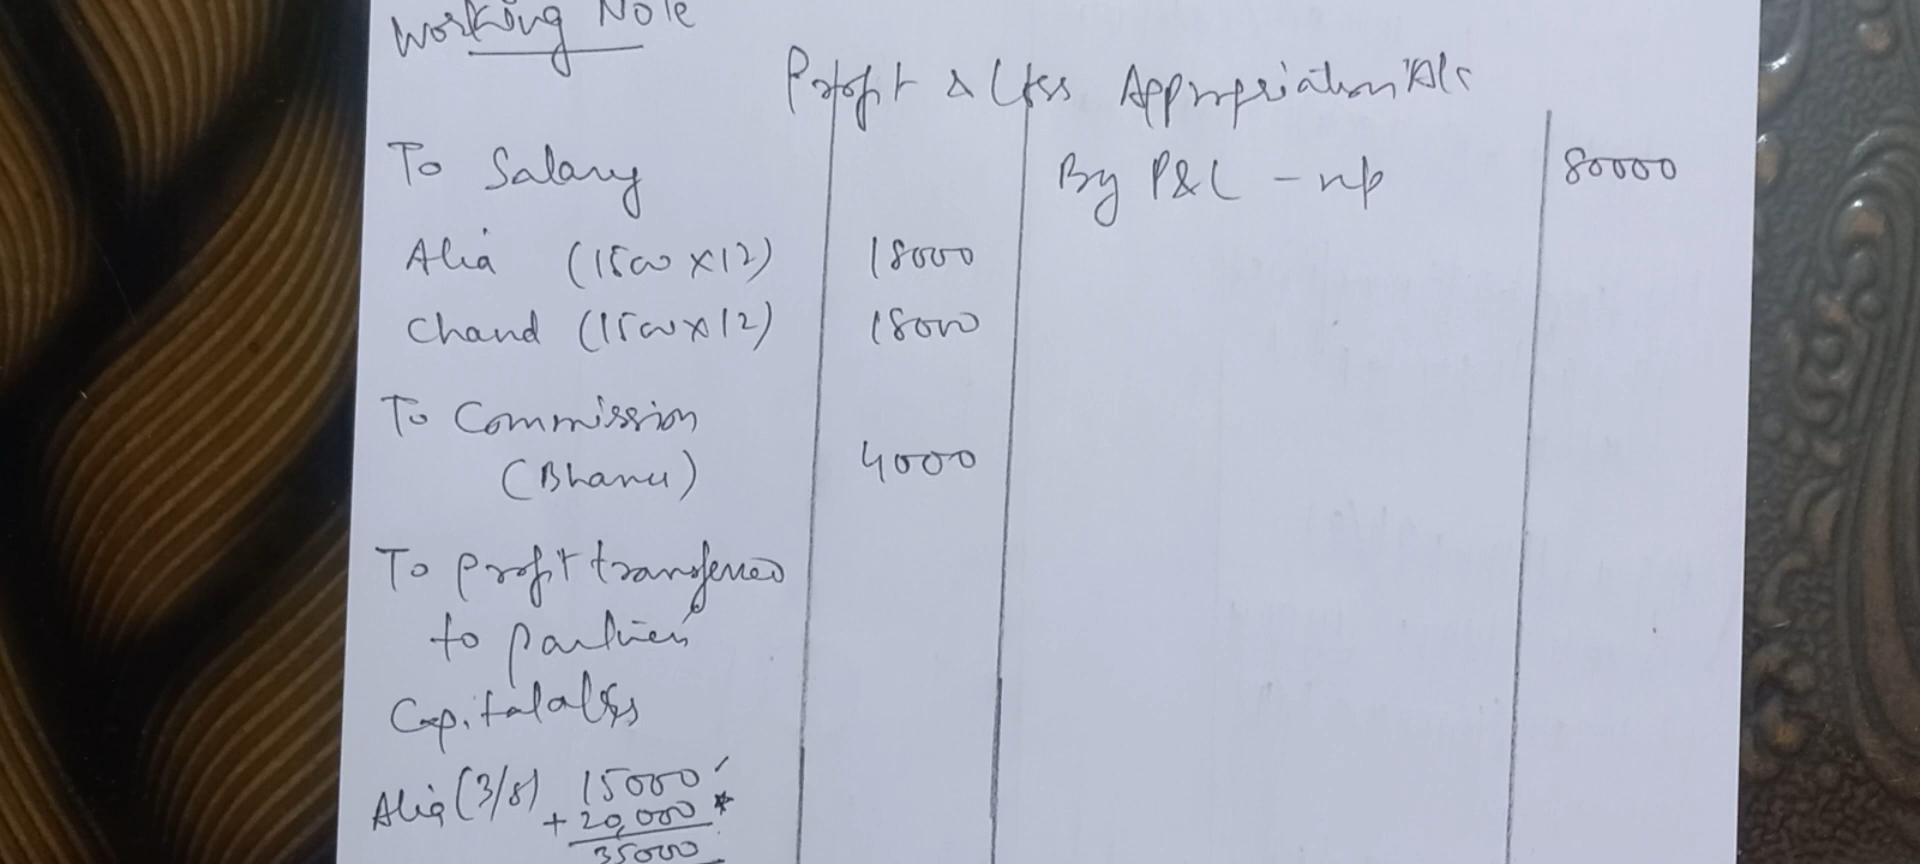 Working Note
Profit & Loss Appropriation A/c
To Salary
By P&L - np
80000
Alia (1500 x 12)
18000
Chand (1500 x 12)
18000
To Commission
(Bhanu)
4000
To profit transferred
to partners
Capital a/cs
Alia (3/8) 15000
+ 20,000 *
35000